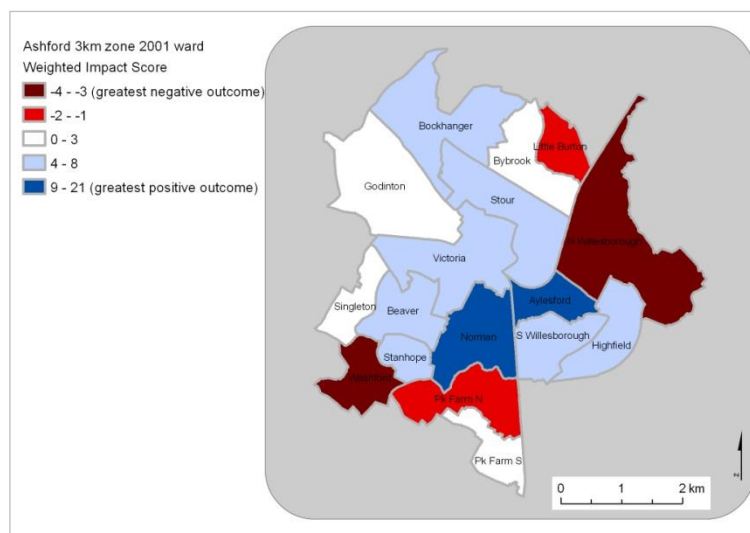 Ashford 3km zone 2001 ward
Weighted Impact Score
-4 - -3 (greatest negative outcome)
-2 - -1
0 - 3
4 - 8
9 - 21 (greatest positive outcome)
Bockhanger
Little Burton
Bybrook
Godinton
Stour
N Willesborough
Victoria
Singleton
Beaver
Aylesford
Norman
S Willesborough
Highfield
Stanhope
Washford
Pk Farm N
Pk Farm S
N
0 1 2 km